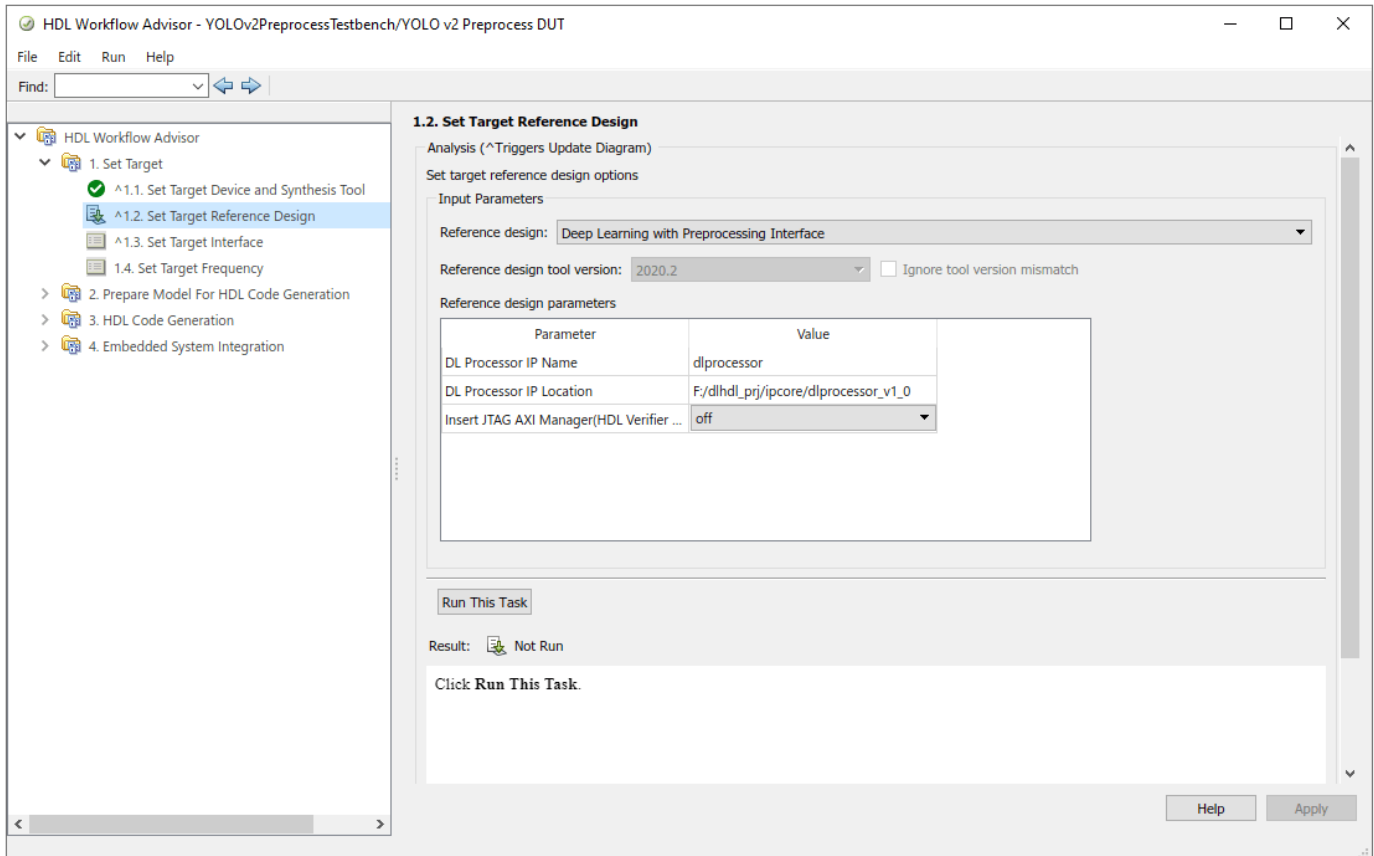 HDL Workflow Advisor - YOLOv2PreprocessTestbench/YOLO v2 Preprocess DUT
File Edit Run Help
Find:
HDL Workflow Advisor
1. Set Target
^1.1. Set Target Device and Synthesis Tool
^1.2. Set Target Reference Design
^1.3. Set Target Interface
1.4. Set Target Frequency
2. Prepare Model For HDL Code Generation
3. HDL Code Generation
4. Embedded System Integration
1.2. Set Target Reference Design
Analysis (^Triggers Update Diagram)
Set target reference design options
Input Parameters
Reference design: Deep Learning with Preprocessing Interface
Reference design tool version: 2020.2 Ignore tool version mismatch
Reference design parameters
Parameter Value
DL Processor IP Name dlprocessor
DL Processor IP Location F:/dlhdl_prj/ipcore/dlprocessor_v1_0
Insert JTAG AXI Manager(HDL Verifier ... off
Run This Task
Result: Not Run
Click Run This Task.
Help Apply